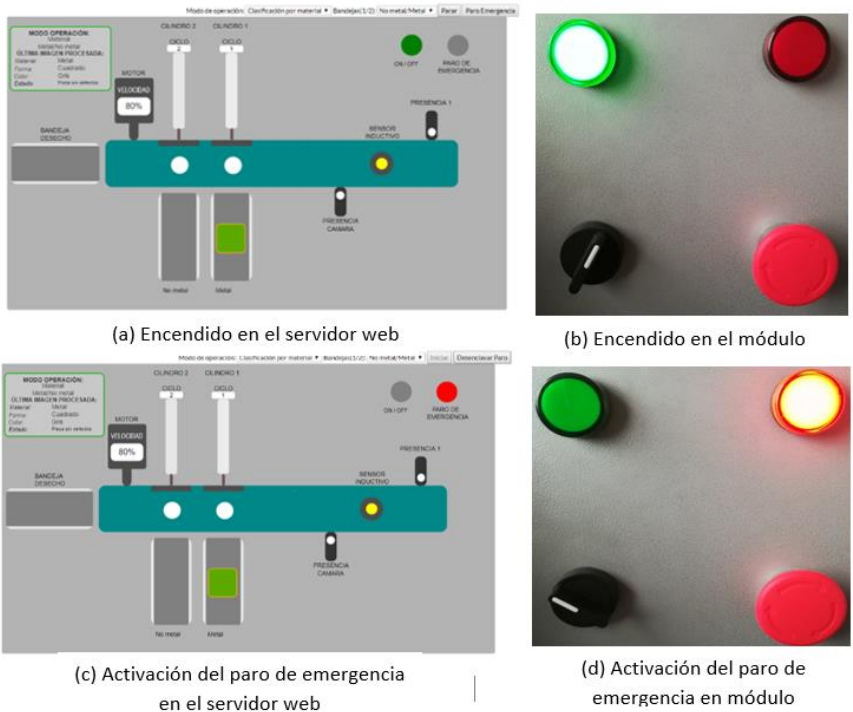 Modo de operación: Clasificación por material ▾ Bandejas(1/2): No metal/Metal ▾ Parar Paro Emergencia
MODO OPERACIÓN:
Material
Metal/No metal
ÚLTIMA IMAGEN PROCESADA:
Material: Metal
Forma: Cuadrado
Color: Gris
Estado: Pieza sin defectos
CILINDRO 2 CILINDRO 1
CICLO CICLO
2 1
ON / OFF
PARO DE
EMERGENCIA
MOTOR
VELOCIDAD
80%
PRESENCIA 1
BANDEJA
DESECHO
SENSOR
INDUCTIVO
PRESENCIA
CAMARA
No metal Metal
(a) Encendido en el servidor web
(b) Encendido en el módulo
Modo de operación: Clasificación por material ▾ Bandejas(1/2): No metal/Metal ▾ Iniciar Desenclavar Paro
MODO OPERACIÓN:
Material
Metal/No metal
ÚLTIMA IMAGEN PROCESADA:
Material: Metal
Forma: Cuadrado
Color: Gris
Estado: Pieza sin defectos
CILINDRO 2 CILINDRO 1
CICLO CICLO
2 1
ON / OFF
PARO DE
EMERGENCIA
MOTOR
VELOCIDAD
80%
PRESENCIA 1
BANDEJA
DESECHO
SENSOR
INDUCTIVO
PRESENCIA
CAMARA
No metal Metal
(c) Activación del paro de emergencia
en el servidor web
(d) Activación del paro de
emergencia en módulo